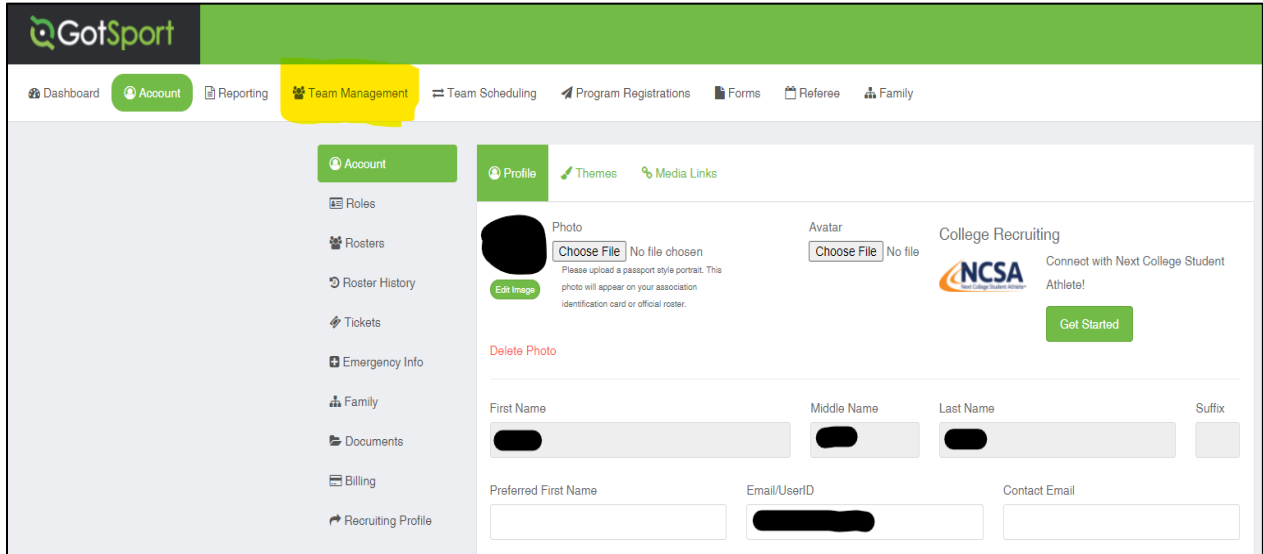 GotSport
Dashboard Account Reporting Team Management Team Scheduling Program Registrations Forms Referee Family
Account
Roles
Rosters
Roster History
Tickets
Emergency Info
Family
Documents
Billing
Recruiting Profile
Profile Themes Media Links
Photo
Choose File No file chosen
Please upload a passport style portrait. This
photo will appear on your association
identification card or official roster.
Edit Image
Delete Photo
Avatar
Choose File No file
College Recruiting
NCSA
Next College Student Athlete
Connect with Next College Student
Athlete!
Get Started
First Name Middle Name Last Name Suffix
Preferred First Name Email/UserID Contact Email